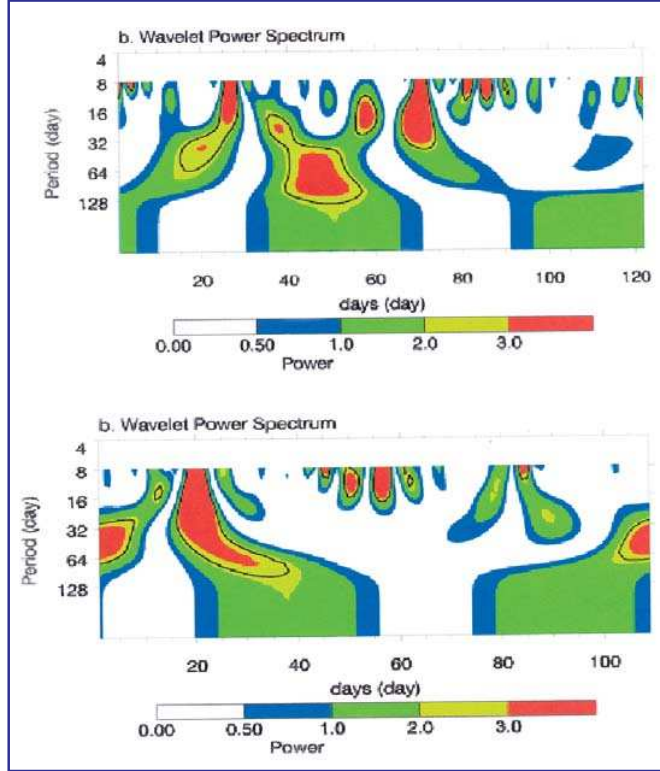 b. Wavelet Power Spectrum
4
8
16
32
64
128
Period (day)
20 40 60 80 100 120
days (day)
0.00 0.50 1.0 2.0 3.0
Power
b. Wavelet Power Spectrum
4
8
16
32
64
128
Period (day)
20 40 60 80 100
days (day)
0.00 0.50 1.0 2.0 3.0
Power